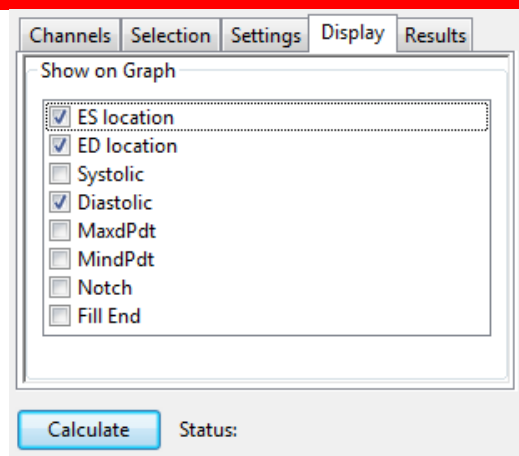 Channels Selection Settings Display Results
Show on Graph
ES location
ED location
Systolic
Diastolic
MaxdPdt
MindPdt
Notch
Fill End
Calculate Status: